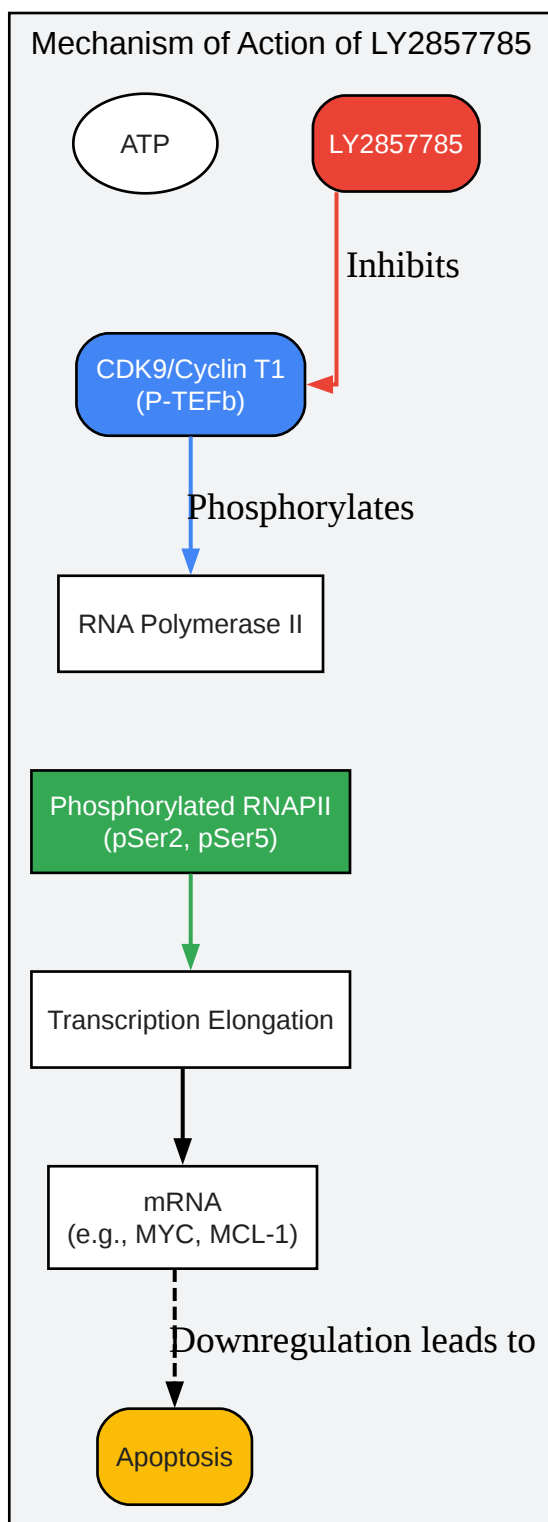 Mechanism of Action of LY2857785
ATP
LY2857785
Inhibits
CDK9/Cyclin T1
(P-TEFb)
Phosphorylates
RNA Polymerase II
Phosphorylated RNAPII
(pSer2, pSer5)
Transcription Elongation
mRNA
(e.g., MYC, MCL-1)
Downregulation leads to
Apoptosis